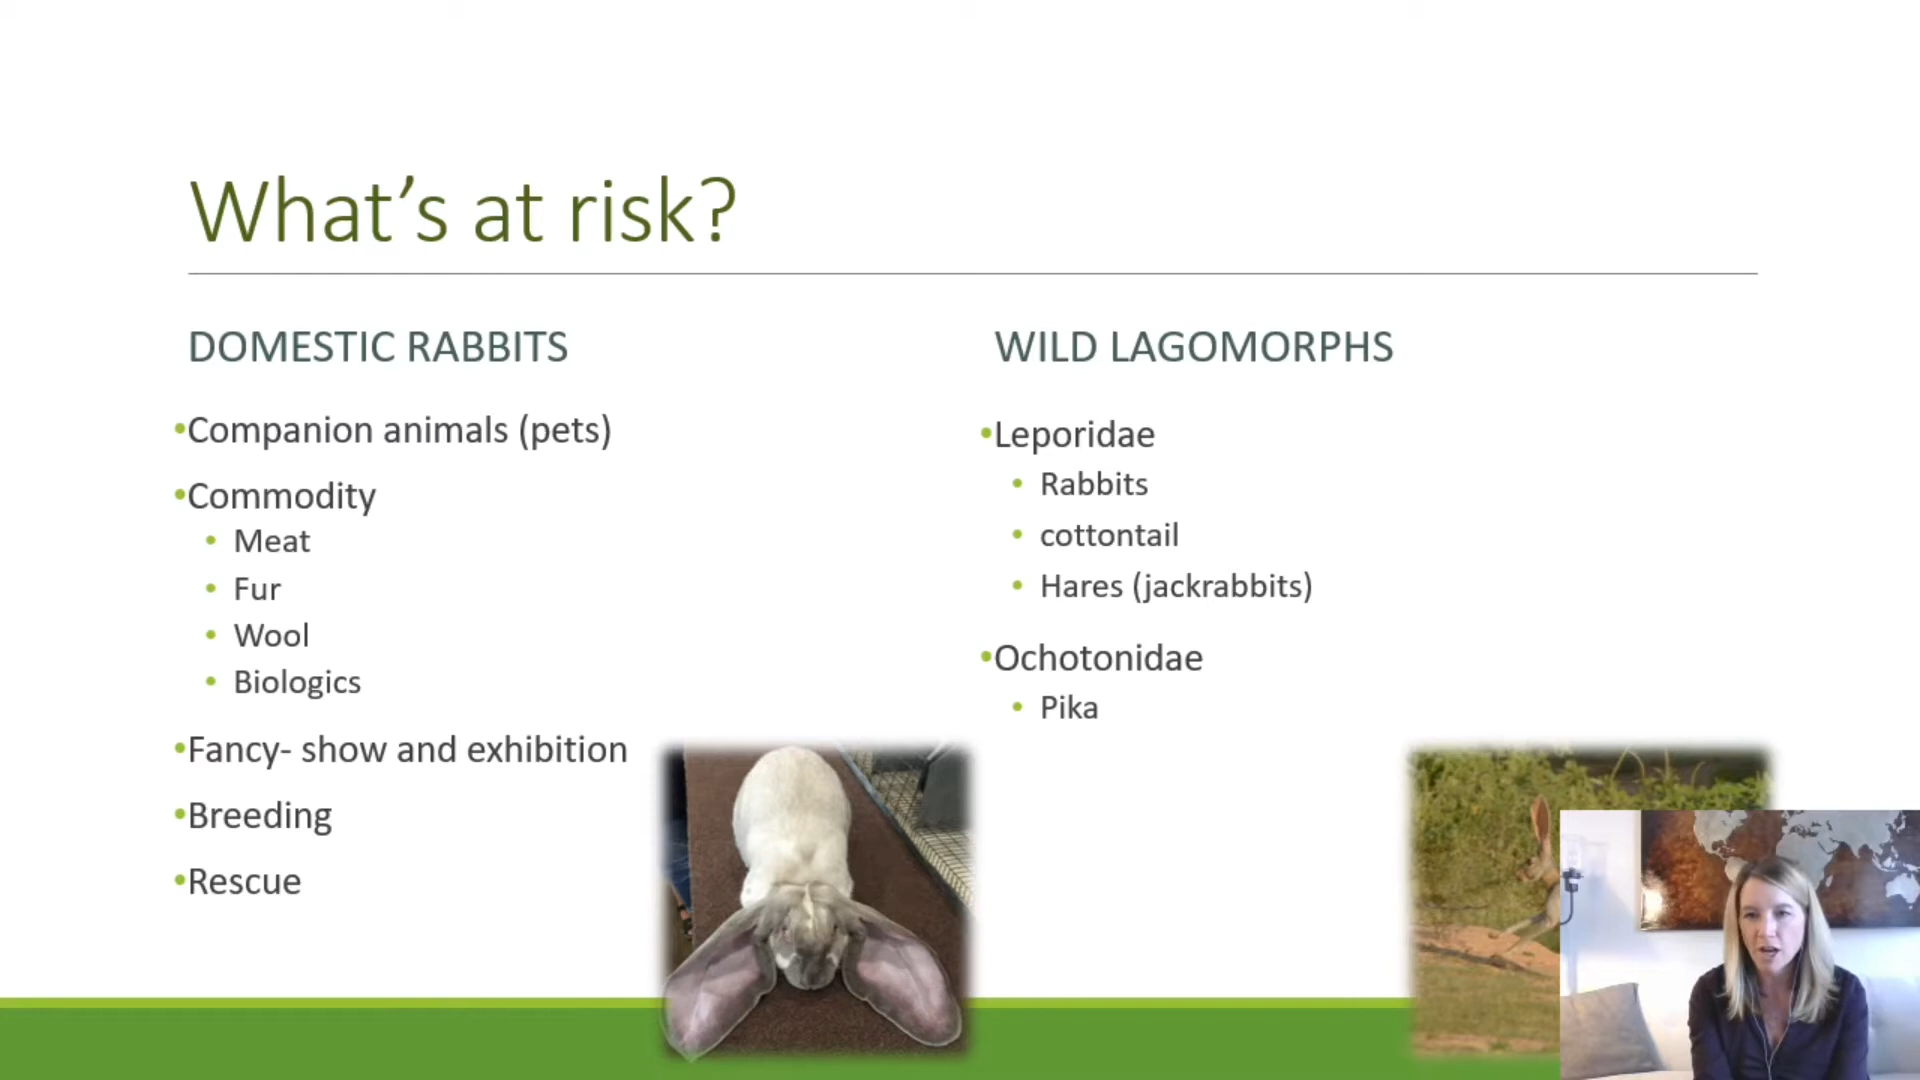 What’s at risk?
DOMESTIC RABBITS
•Companion animals (pets)
•Commodity
• Meat
• Fur
• Wool
• Biologics
•Fancy- show and exhibition
•Breeding
•Rescue
WILD LAGOMORPHS
•Leporidae
• Rabbits
• cottontail
• Hares (jackrabbits)
•Ochotonidae
• Pika